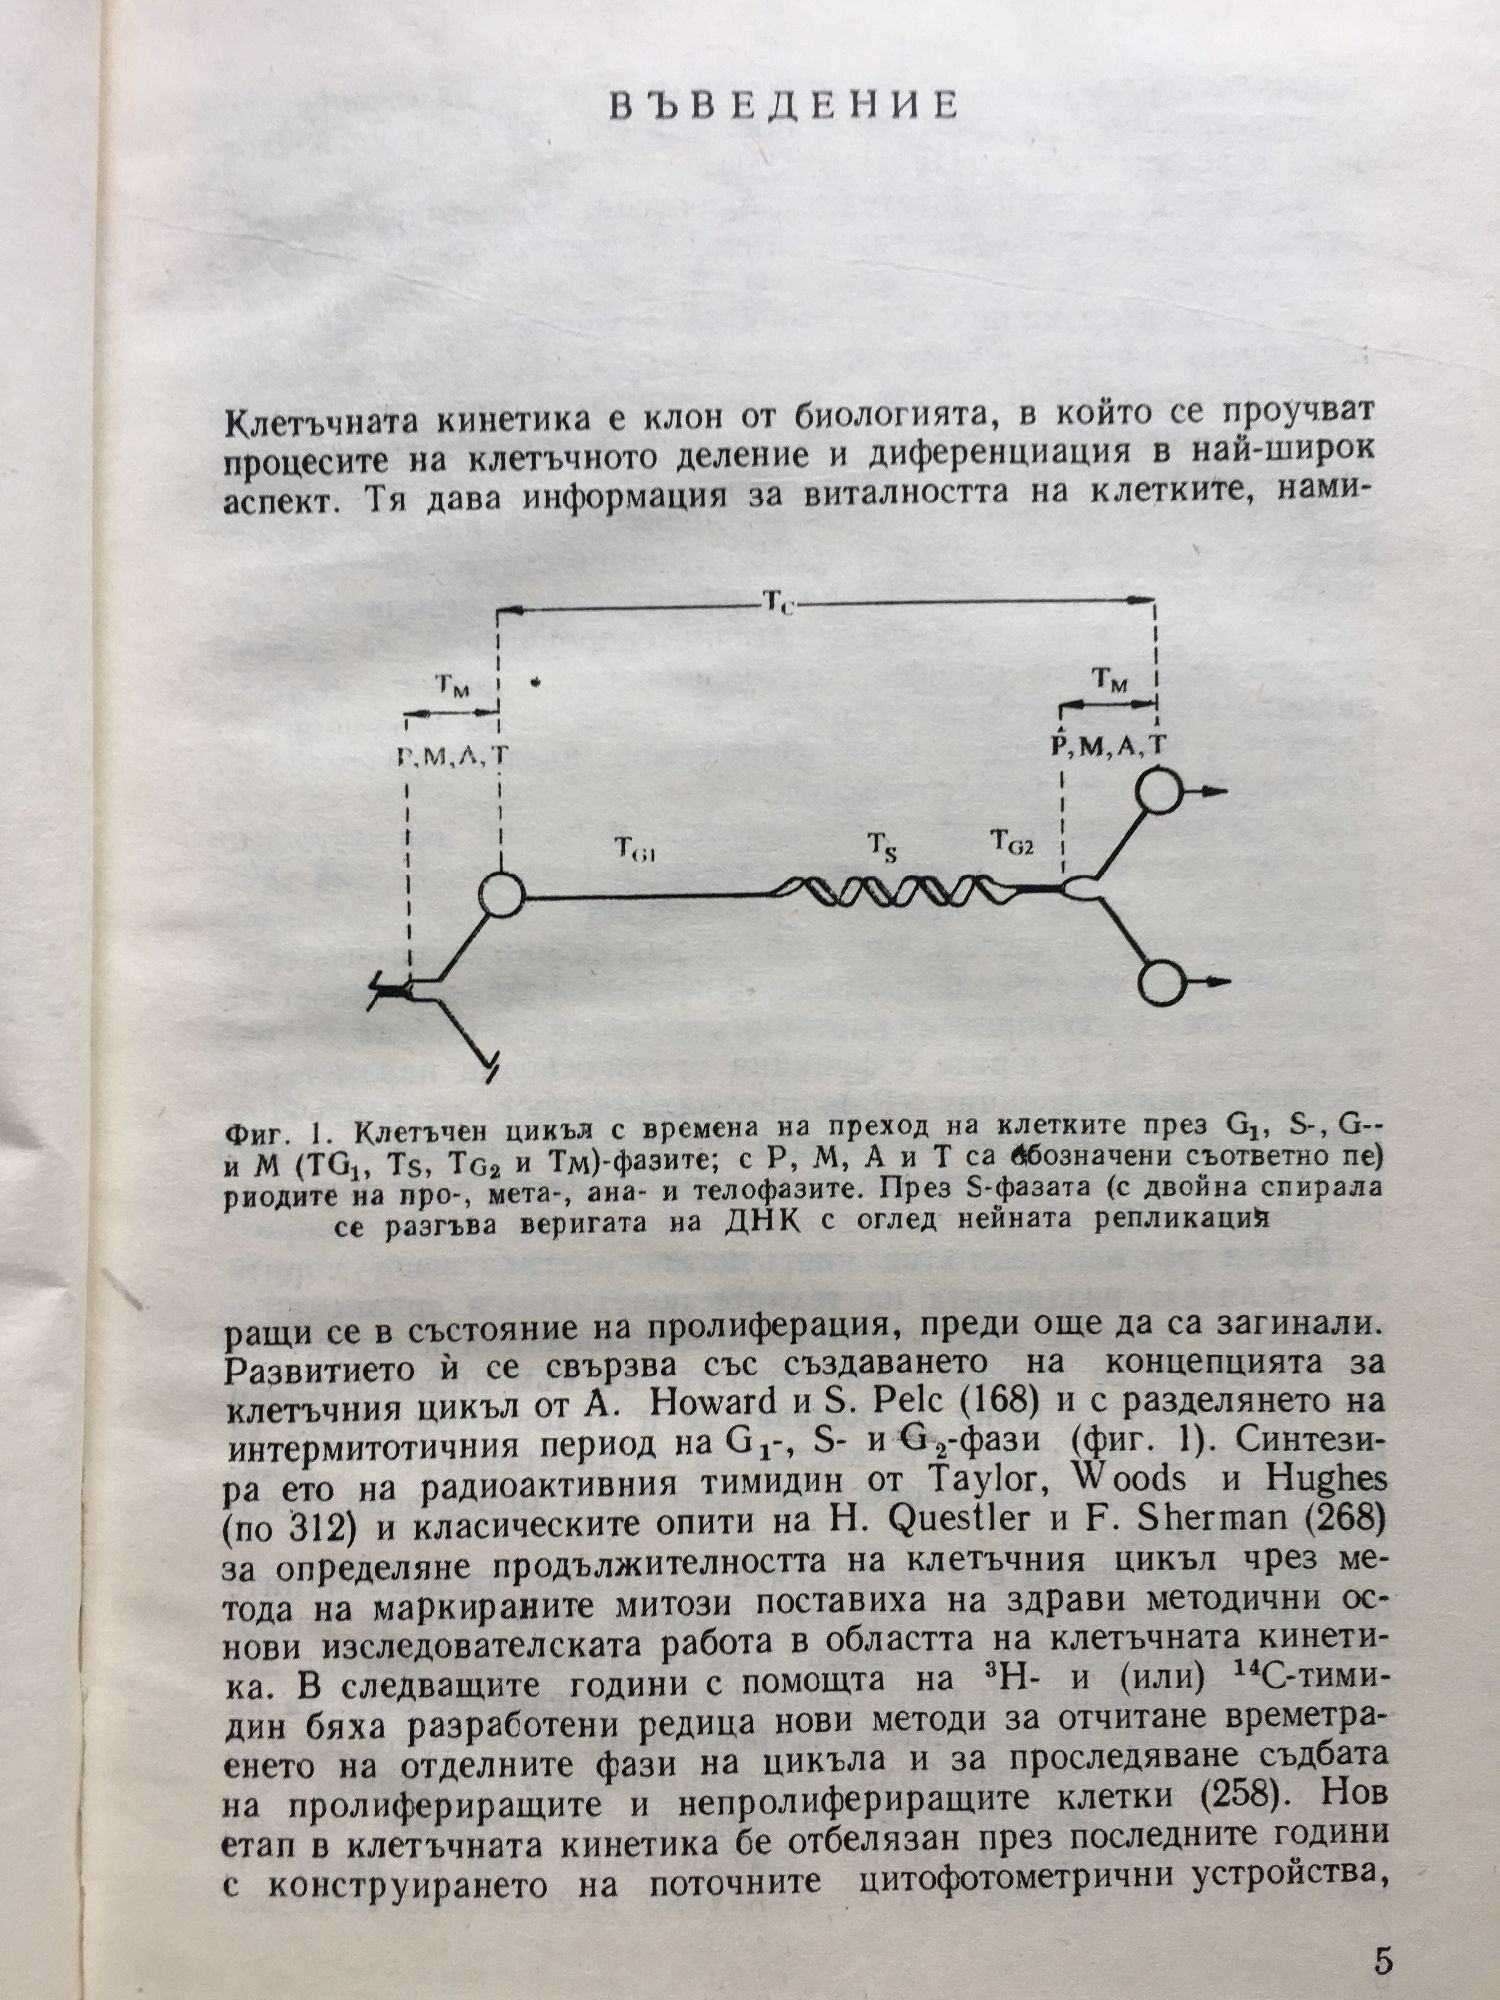 ВЪВЕДЕНИЕ
Клетъчната кинетика е клон от биологията, в който се проучват
процесите на клетъчното деление и диференциация в най-широк
аспект. Тя дава информация за виталността на клетките, нами-
TC
TM
TM
P,M,A,T
P,M,A,T
TG1
TS
TG2
Фиг. 1. Клетъчен цикъл с времена на преход на клетките през G₁, S-, G--
и М (TG₁, TS, TG₂ и TM)-фазите; с P, M, A и T са обозначени съответно пе)
риодите на про-, мета-, ана- и телофазите. През S-фазата (с двойна спирала
се разгъва веригата на ДНК с оглед нейната репликация
ращи се в състояние на пролиферация, преди още да са загинали.
Развитието ѝ се свързва със създаването на концепцията за
клетъчния цикъл от A. Howard и S. Pelc (168) и с разделянето на
интермитотичния период на G₁-, S- и G₂-фази (фиг. 1). Синтези-
ра ето на радиоактивния тимидин от Taylor, Woods и Hughes
(по 312) и класическите опити на H. Questler и F. Sherman (268)
за определяне продължителността на клетъчния цикъл чрез ме-
тода на маркираните митози поставиха на здрави методични ос-
нови изследователската работа в областта на клетъчната кинети-
ка. В следващите години с помощта на ³H- и (или) ¹⁴C-тими-
дин бяха разработени редица нови методи за отчитане времетра-
енето на отделните фази на цикъла и за проследяване съдбата
на пролифериращите и непролифериращите клетки (258). Нов
етап в клетъчната кинетика бе отбелязан през последните години
с конструирането на поточните цитофотометрични устройства,
5